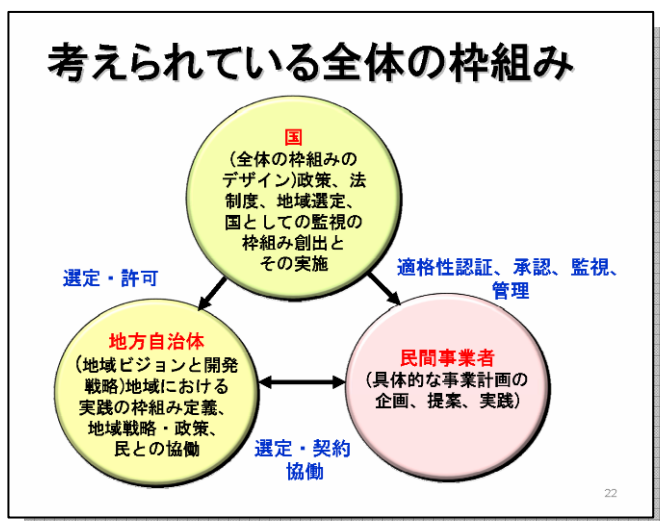 考えられている全体の枠組み
国
(全体の枠組みの
デザイン)政策、法
制度、地域選定、
国としての監視の
枠組み創出と
その実施
選定・許可
適格性認証、承認、監視、
管理
地方自治体
(地域ビジョンと開発
戦略)地域における
実践の枠組み定義、
地域戦略・政策、
民との協働
民間事業者
(具体的な事業計画の
企画、提案、実践)
選定・契約
協働
22